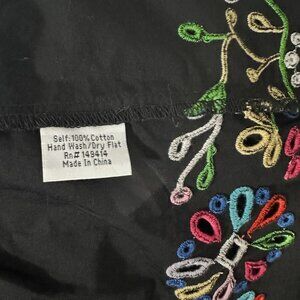 Self:100%Cotton
Hand Wash/Dry Flat
Rn# 149414
Made In China